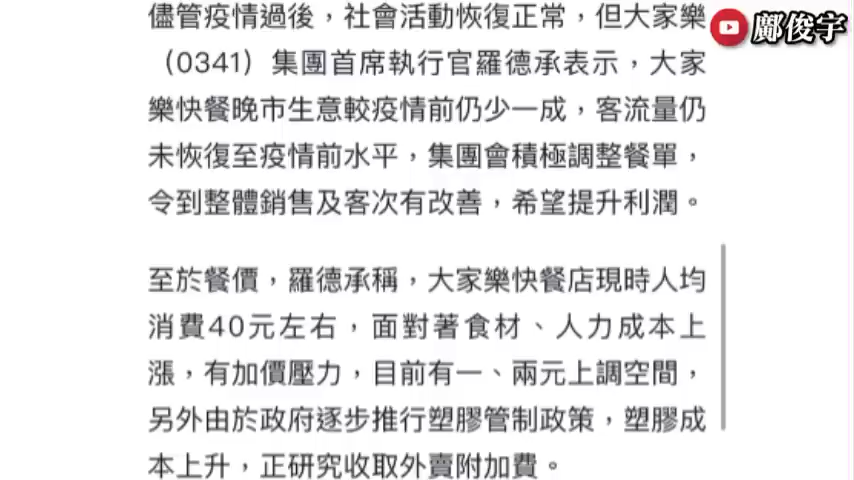 儘管疫情過後，社會活動恢復正常，但大家樂
（0341）集團首席執行官羅德承表示，大家
樂快餐晚市生意較疫情前仍少一成，客流量仍
未恢復至疫情前水平，集團會積極調整餐單，
令到整體銷售及客次有改善，希望提升利潤。
至於餐價，羅德承稱，大家樂快餐店現時人均
消費40元左右，面對著食材、人力成本上
漲，有加價壓力，目前有一、兩元上調空間，
另外由於政府逐步推行塑膠管制政策，塑膠成
本上升，正研究收取外賣附加費。
鄺俊宇